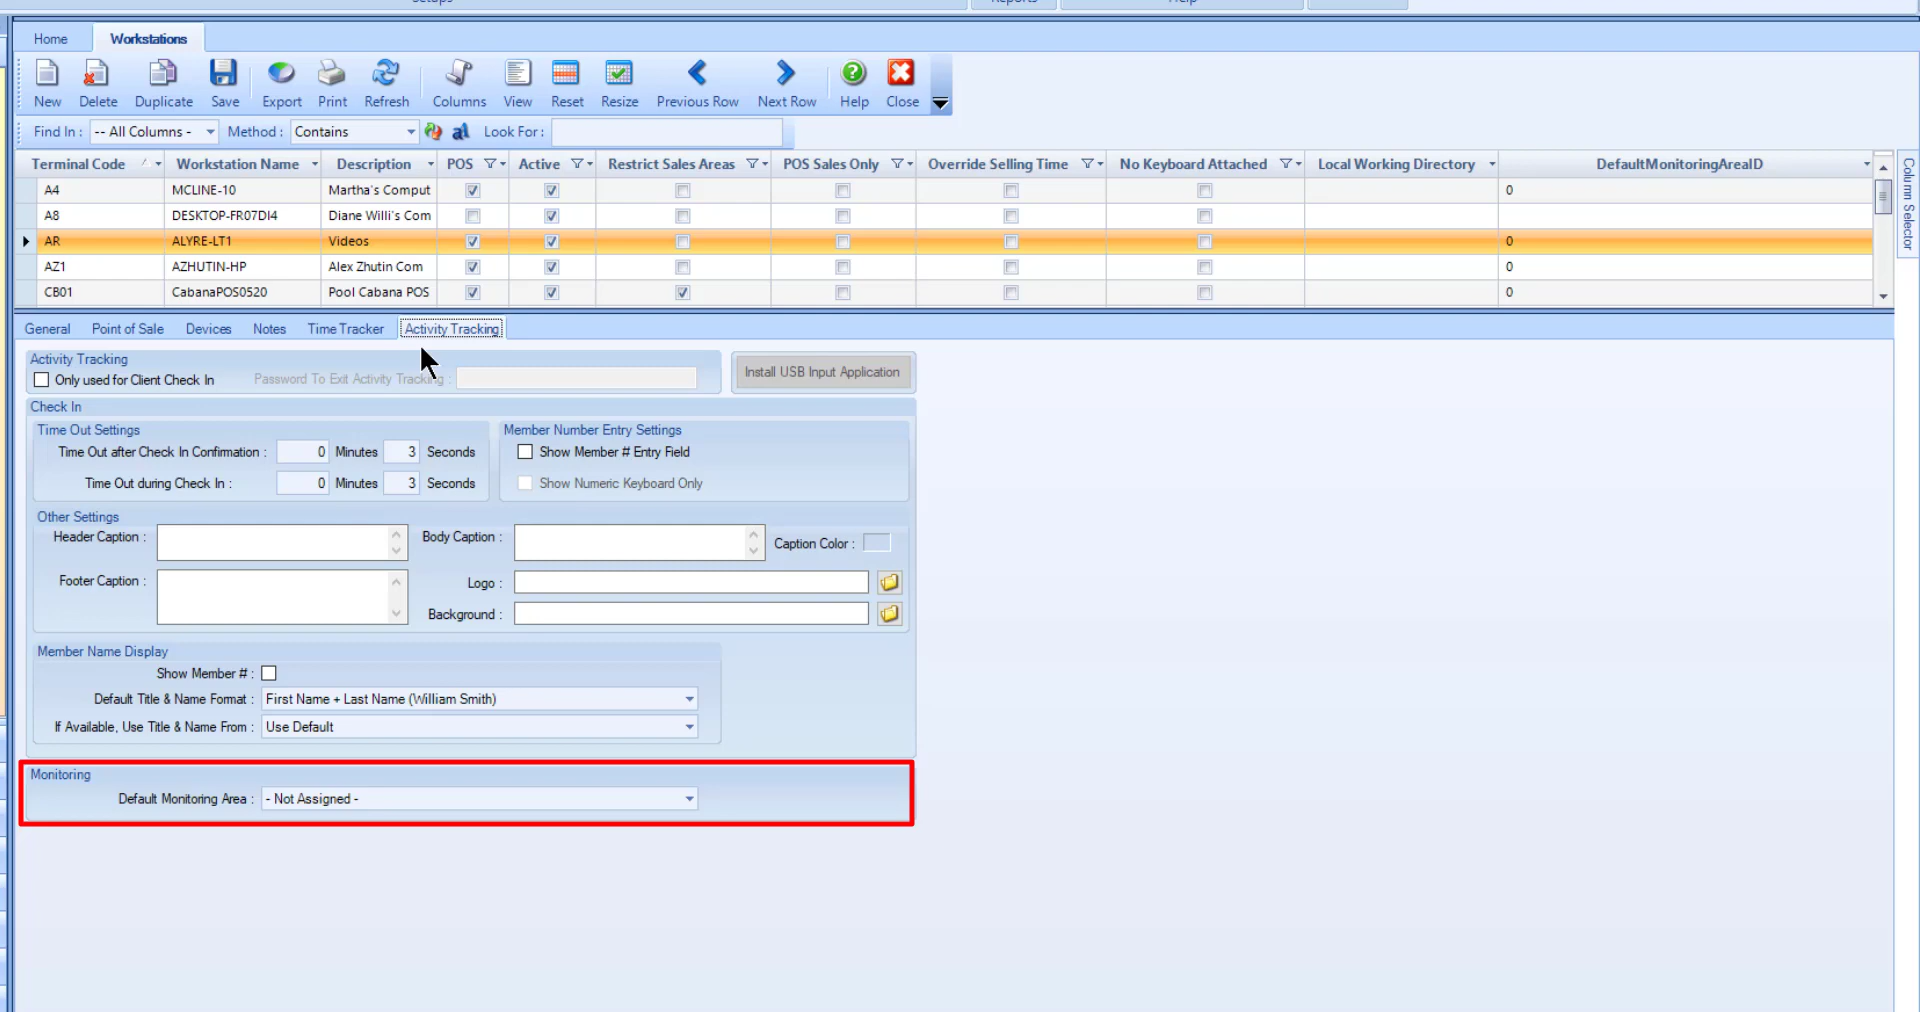 Setups Reports Help
Home Workstations
New Delete Duplicate Save Export Print Refresh Columns View Reset Resize Previous Row Next Row Help Close
Find In : -- All Columns - Method : Contains Look For :
Terminal Code Workstation Name Description POS Active Restrict Sales Areas POS Sales Only Override Selling Time No Keyboard Attached Local Working Directory DefaultMonitoringAreaID
A4 MCLINE-10 Martha's Comput 0
A8 DESKTOP-FR07DI4 Diane Willi's Com
AR ALYRE-LT1 Videos 0
AZ1 AZHUTIN-HP Alex Zhutin Com 0
CB01 CabanaPOS0520 Pool Cabana POS 0
Column Selector
General Point of Sale Devices Notes Time Tracker Activity Tracking
Activity Tracking
Only used for Client Check In Password To Exit Activity Tracking : Install USB Input Application
Check In
Time Out Settings Member Number Entry Settings
Time Out after Check In Confirmation : 0 Minutes 3 Seconds Show Member # Entry Field
Time Out during Check In : 0 Minutes 3 Seconds Show Numeric Keyboard Only
Other Settings
Header Caption : Body Caption : Caption Color :
Footer Caption : Logo :
Background :
Member Name Display
Show Member # :
Default Title & Name Format : First Name + Last Name (William Smith)
If Available, Use Title & Name From : Use Default
Monitoring
Default Monitoring Area : - Not Assigned -